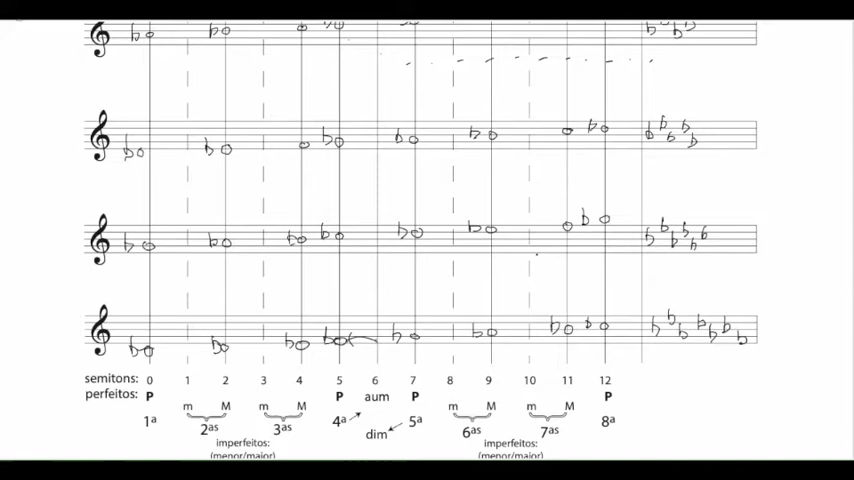 semitons: 0 1 2 3 4 5 6 7 8 9 10 11 12
perfeitos: P P aum P P
m M m M m M m M
1ª 2as 3as 4ª dim 5ª 6as 7as 8ª
imperfeitos: imperfeitos:
(menor/maior) (menor/maior)